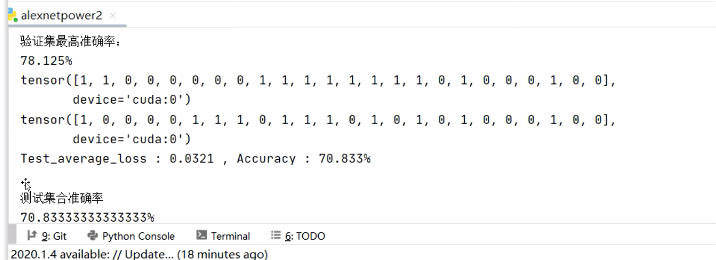 alexnetpower2
验证集最高准确率：
78.125%
tensor([1, 1, 0, 0, 0, 0, 0, 0, 1, 1, 1, 1, 1, 1, 1, 1, 0, 1, 0, 0, 0, 1, 0, 0],
device='cuda:0')
tensor([1, 0, 0, 0, 0, 1, 1, 1, 0, 1, 1, 1, 0, 1, 0, 1, 0, 1, 0, 0, 0, 1, 0, 0],
device='cuda:0')
Test_average_loss : 0.0321 , Accuracy : 70.833%
测试集合准确率
70.83333333333333%
9: Git Python Console Terminal 6: TODO
2020.1.4 available: // Update... (18 minutes ago)